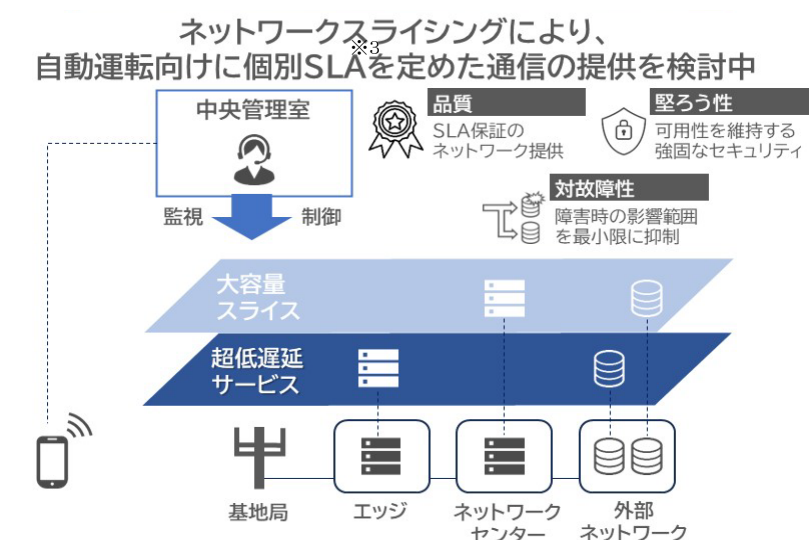 ネットワークスライシングにより、
※3
自動運転向けに個別SLAを定めた通信の提供を検討中
中央管理室
品質
SLA保証の
ネットワーク提供
堅ろう性
可用性を維持する
強固なセキュリティ
対故障性
障害時の影響範囲
を最小限に抑制
監視
制御
大容量
スライス
超低遅延
サービス
基地局
エッジ
ネットワーク
センター
外部
ネットワーク